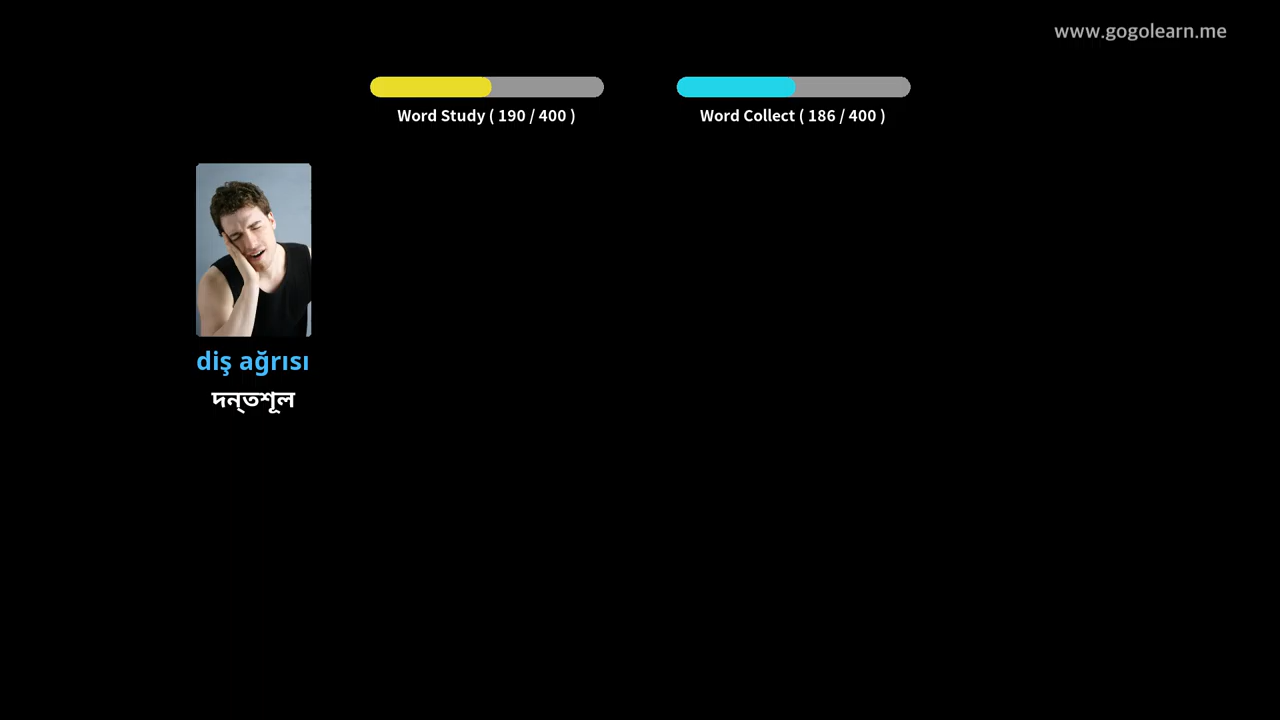 www.gogolearn.me
Word Study ( 190 / 400 )
Word Collect ( 186 / 400 )
diş ağrısı
দন্তশূল